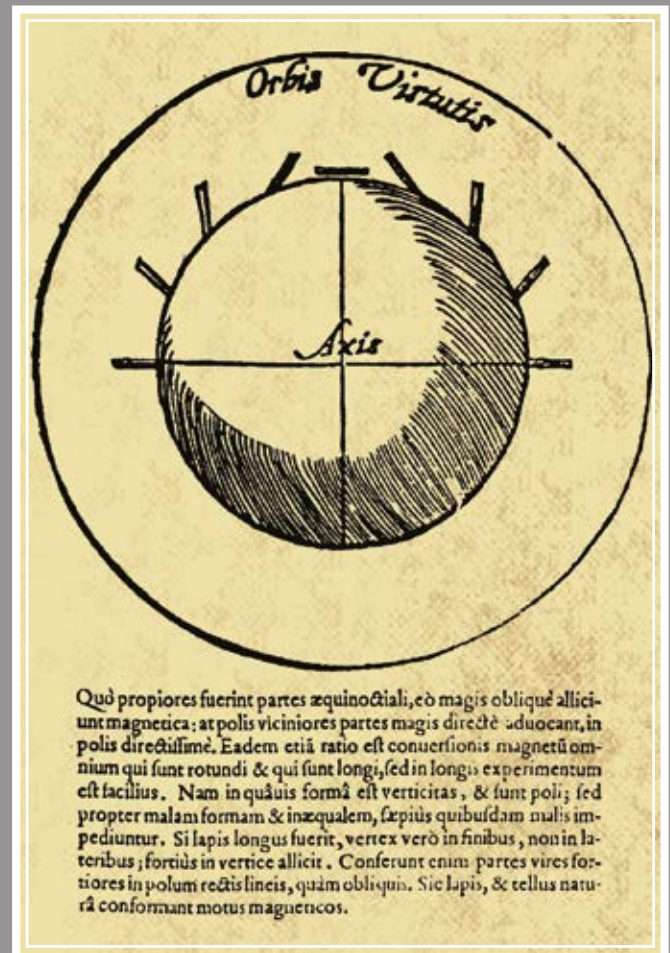 Orbis Virtutis
Axis
Quò propiores fuerint partes æquinoctiali, eò magis obliquè allici-
unt magnetica: at polis viciniores partes magis directè aduocant, in
polis directissimè. Eadem etiã ratio est conuersionis magnetũ om-
nium qui sunt rotundi & qui sunt longi, sed in longis experimentum
est facilius. Nam in quâuis formâ est verticitas, & sunt poli; sed
propter malam formam & inæqualem, sæpiùs quibusdam malis im-
pediuntur. Si lapis longus fuerit, vertex verò in finibus, non in la-
teribus; fortiùs in vertice allicit. Conferunt enim partes vires for-
tiores in polum rectis lineis, quàm obliquis. Sic lapis, & tellus natu-
râ conformant motus magneticos.